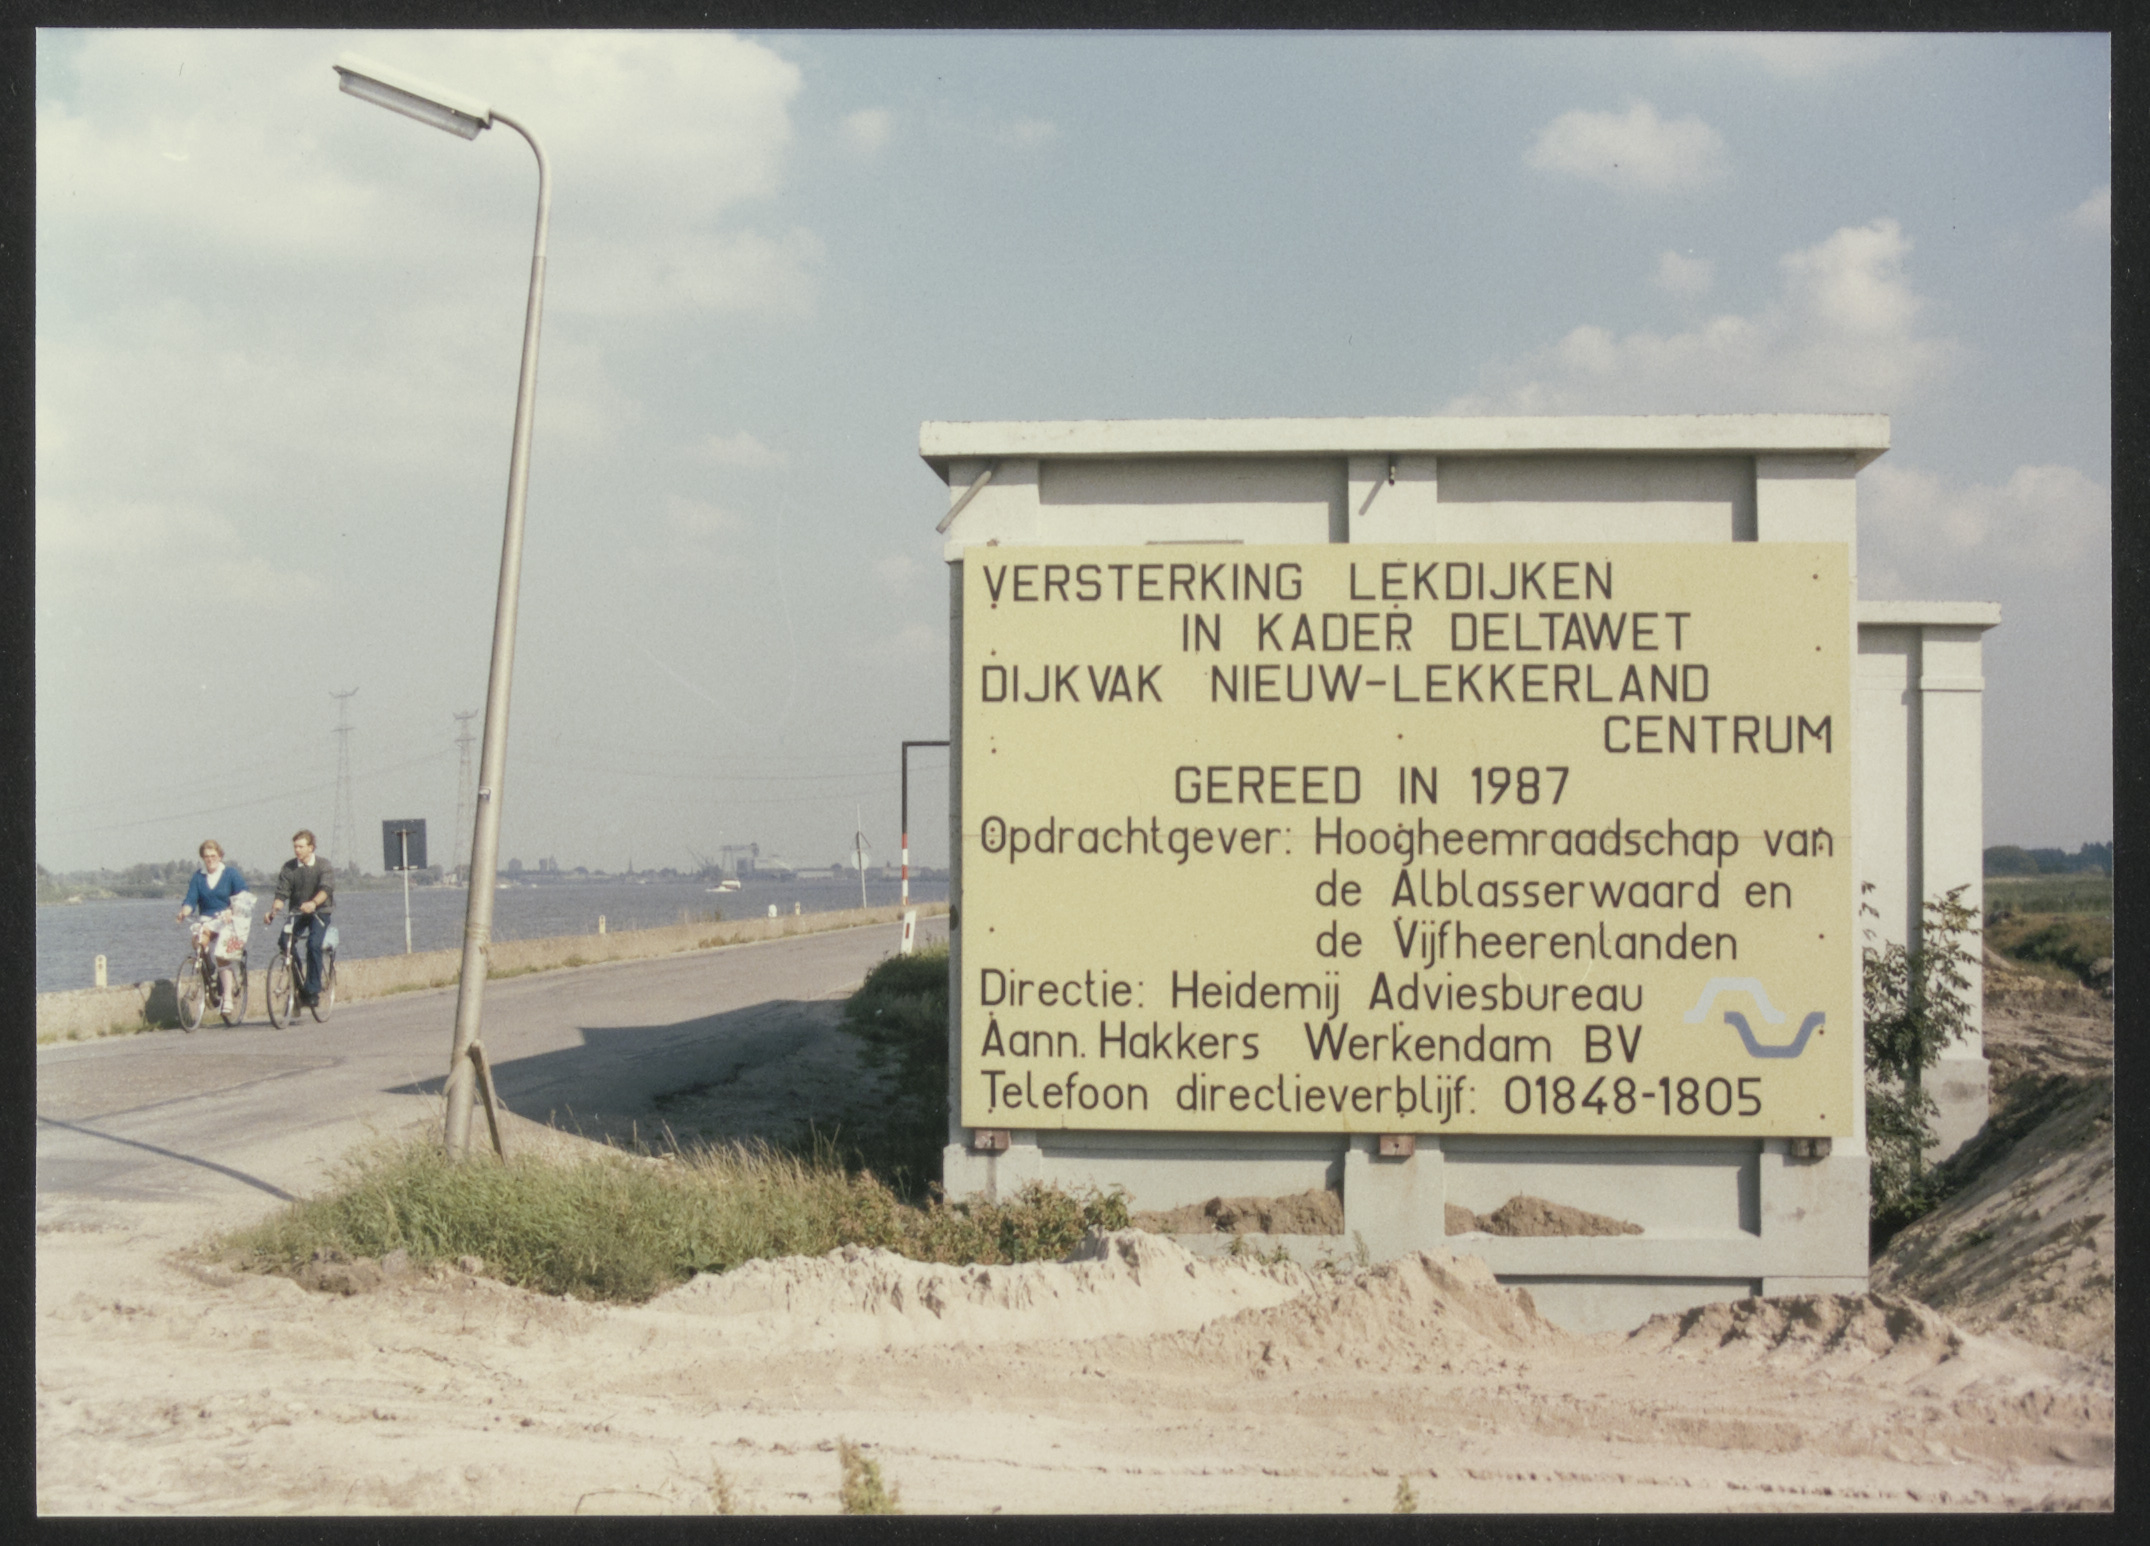 VERSTERKING LEKDIJKEN
IN KADER DELTAWET
DIJKVAK NIEUW-LEKKERLAND
CENTRUM
GEREED IN 1987
Opdrachtgever: Hoogheemraadschap van
de Alblasserwaard en
de Vijfheerenlanden
Directie: Heidemij Adviesbureau
Aann. Hakkers Werkendam BV
Telefoon directieverblijf: 01848-1805